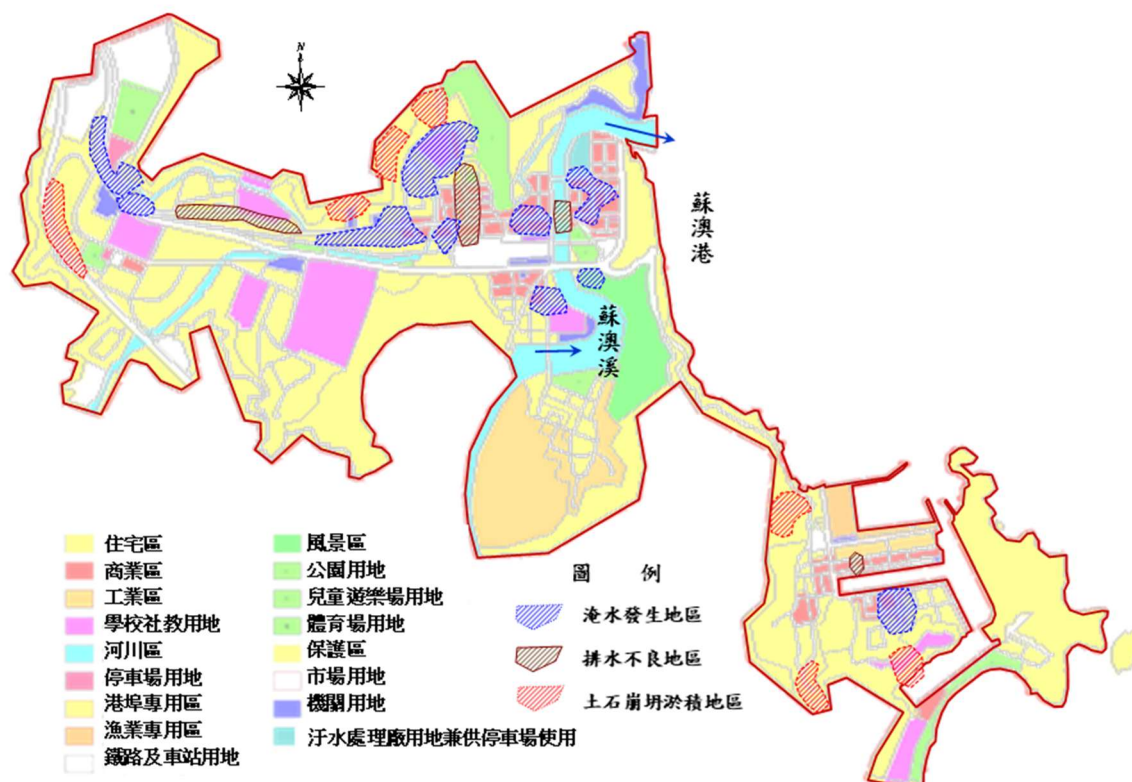 N
蘇澳港
蘇澳溪
住宅區
商業區
工業區
學校社教用地
河川區
停車場用地
港埠專用區
漁業專用區
鐵路及車站用地
風景區
公園用地
兒童遊樂場用地
體育場用地
保護區
市場用地
機關用地
汙水處理廠用地兼供停車場使用
圖 例
淹水發生地區
排水不良地區
土石崩坍淤積地區